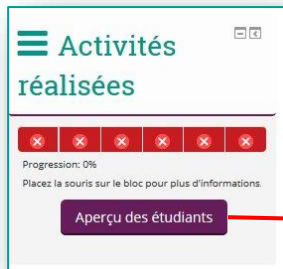 Activités
réalisées
Progression: 0%
Placez la souris sur le bloc pour plus d'informations.
Aperçu des étudiants